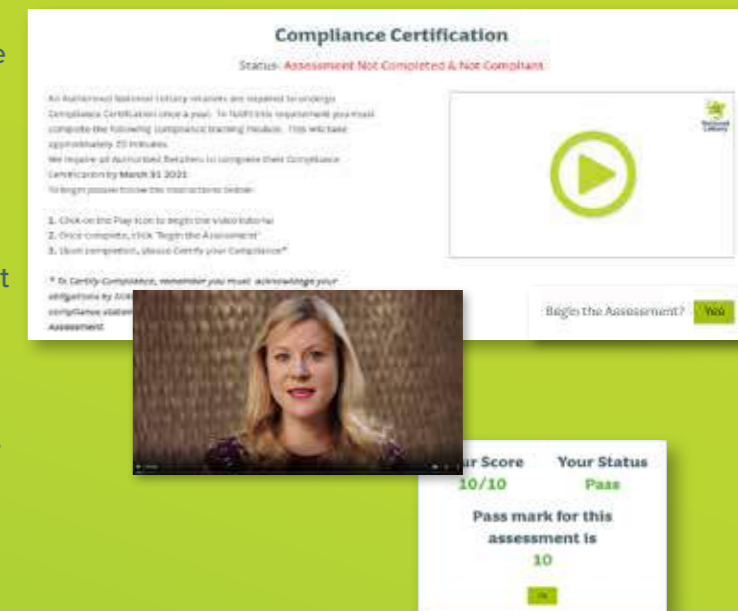 Compliance Certification
Status- Assessment Not Completed & Not Compliant
All Authorised National Lottery retailers are required to undergo
Compliance Certification once a year. To fulfil this requirement you must
complete the following compliance training module. This will take
approximately 20 minutes.
We require all Authorised Retailers to complete their Compliance
Certification by March 31 2021.
To begin please follow the instructions below:
1. Click on the Play icon to begin the video tutorial
2. Once complete, click 'Begin the Assessment'
3. Upon completion, please Certify your Compliance*
* To Certify Compliance, remember you must acknowledge your
obligations by
compliance
Assessment.
National
Lottery
Begin the Assessment? Yes
ur Score Your Status
10/10 Pass
Pass mark for this
assessment is
10